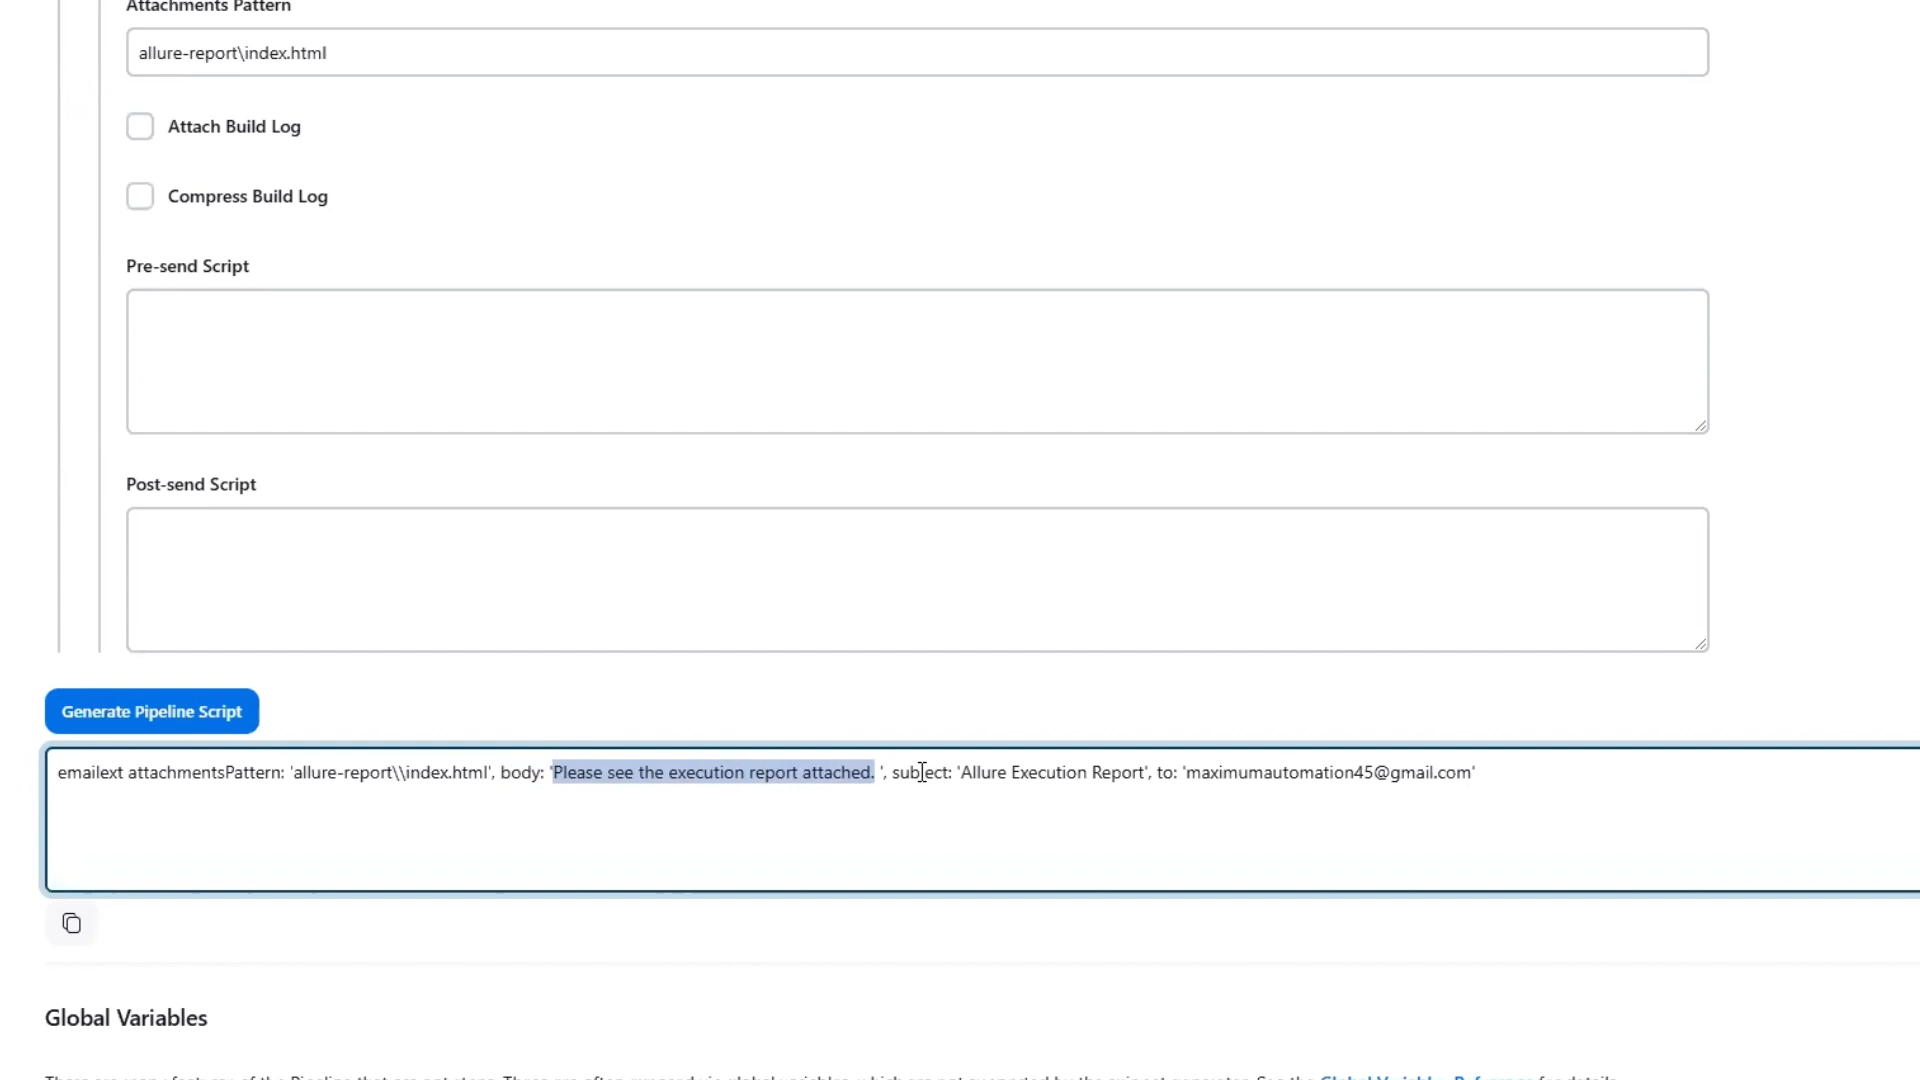 Attachments Pattern
allure-report\index.html
Attach Build Log
Compress Build Log
Pre-send Script
Post-send Script
Generate Pipeline Script
emailext attachmentsPattern: 'allure-report\\index.html', body: 'Please see the execution report attached. ', subject: 'Allure Execution Report', to: 'maximumautomation45@gmail.com'
Global Variables